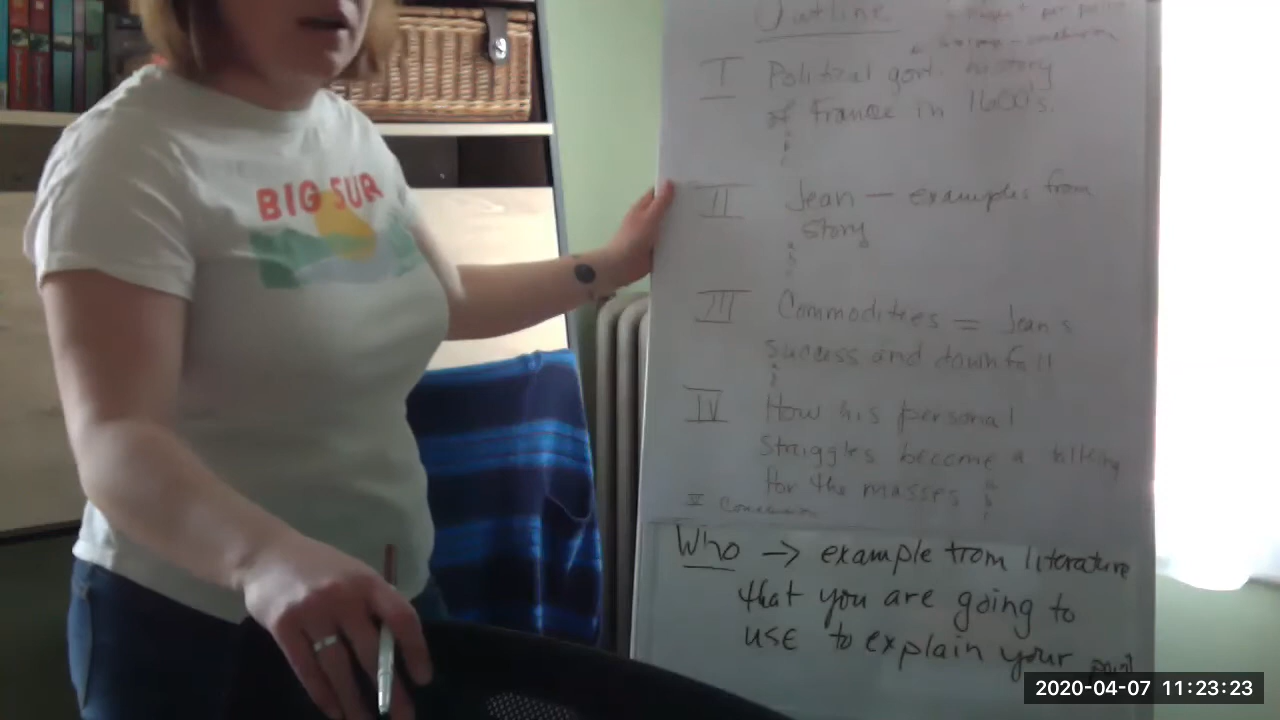 BIG SUR
Outline
I Political govt. history
of France in 1600's.
II Jean — examples from
story
III Commodities = Jean's
success and downfall
IV How his personal
struggles become a talking
for the masses
V Conclusion
Who → example from literature
that you are going to
use to explain your point
2020-04-07 11:23:23